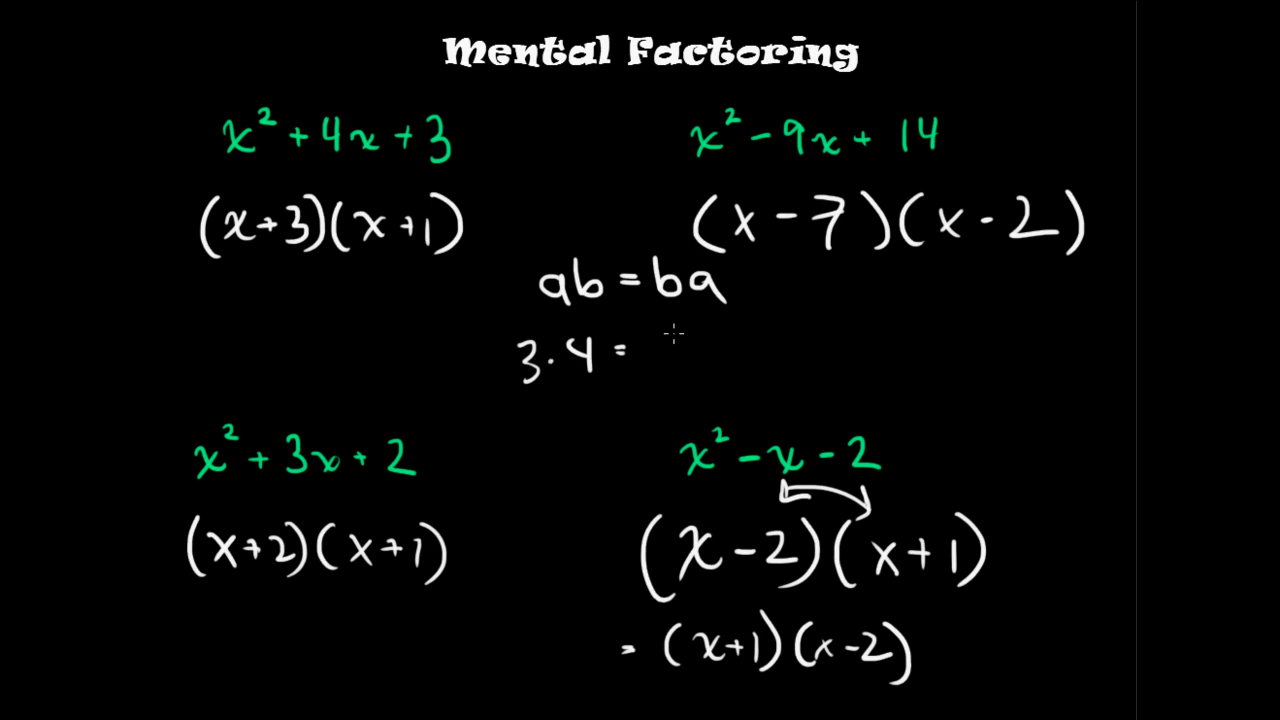 Mental Factoring
x² + 4x + 3
x² - 9x + 14
(x+3)(x+1)
(x - 7)(x - 2)
ab = ba
3 · 4 =
x² + 3x + 2
x² - x - 2
(x+2)(x+1)
(x-2)(x+1)
= (x+1)(x-2)